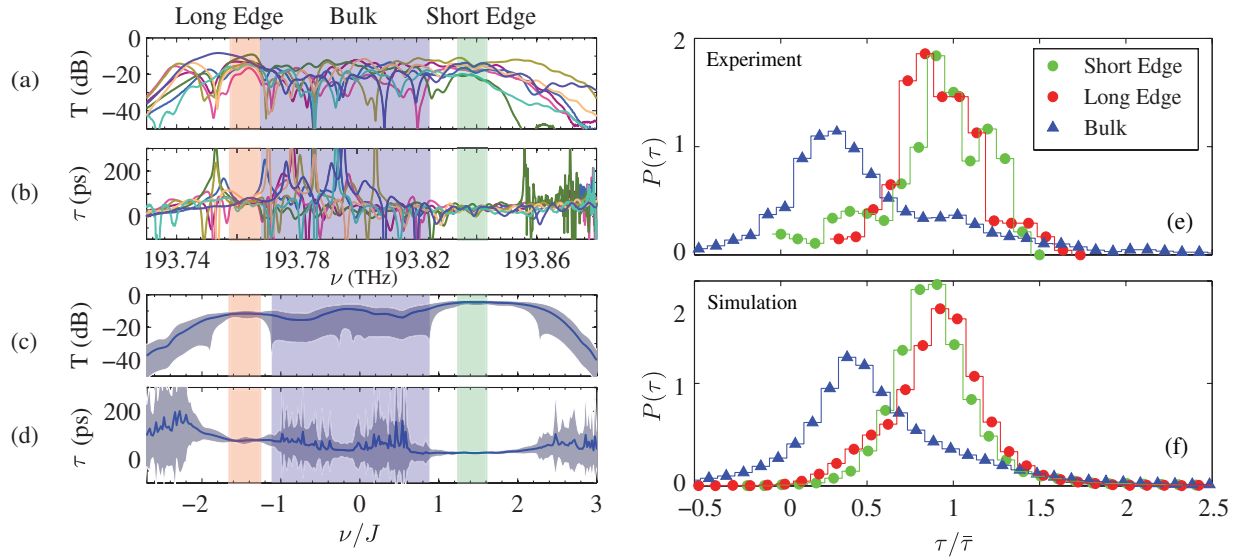 Long Edge Bulk Short Edge
(a)
T (dB)
0
−20
−40
(b)
τ (ps)
200
0
193.74 193.78 193.82 193.86
ν (THz)
(c)
T (dB)
0
−20
−40
(d)
τ (ps)
200
0
−2 −1 0 1 2 3
ν/J
Experiment
Short Edge
Long Edge
Bulk
P(τ)
2
1
0
(e)
Simulation
P(τ)
2
1
0
(f)
−0.5 0 0.5 1 1.5 2 2.5
τ/τ̄